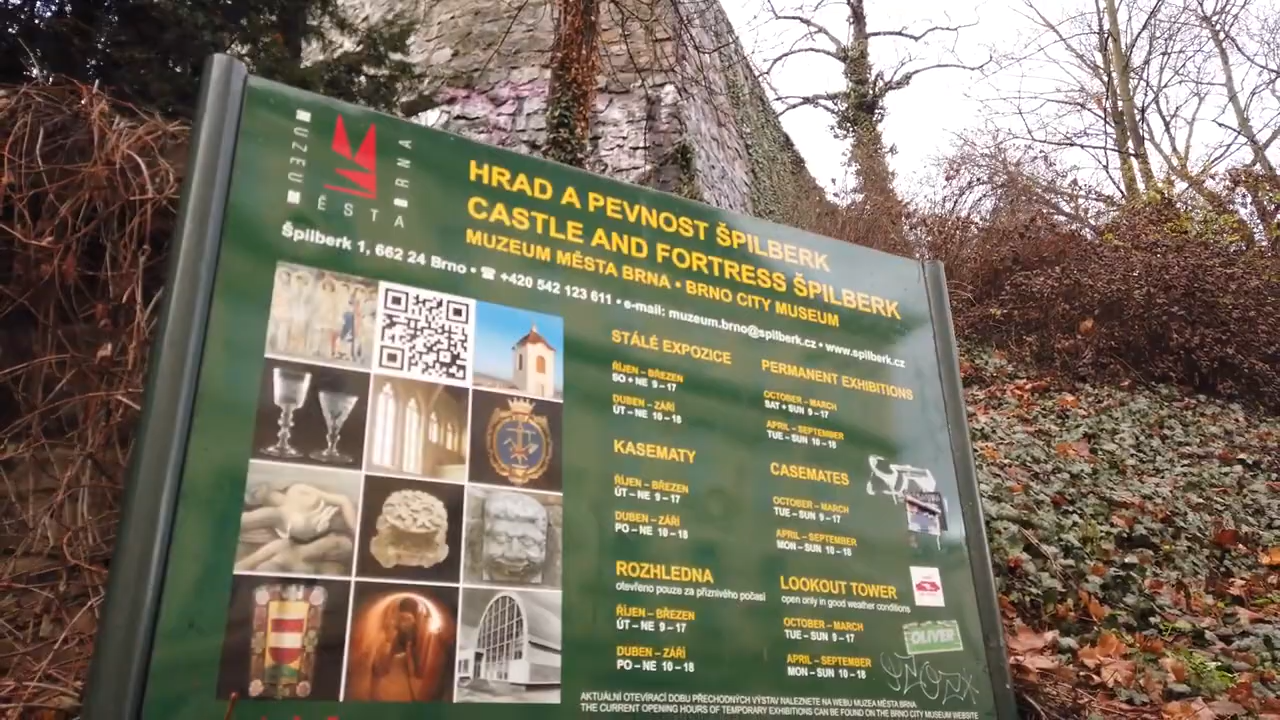 MUZEUM
MĚSTA
BRNA
HRAD A PEVNOST ŠPILBERK
CASTLE AND FORTRESS ŠPILBERK
MUZEUM MĚSTA BRNA • BRNO CITY MUSEUM
Špilberk 1, 662 24 Brno • ☎ +420 542 123 611 • e-mail: muzeum.brno@spilberk.cz • www.spilberk.cz
STÁLÉ EXPOZICE
ŘÍJEN – BŘEZEN
SO + NE 9 – 17
DUBEN – ZÁŘÍ
ÚT – NE 10 – 18
PERMANENT EXHIBITIONS
OCTOBER – MARCH
SAT + SUN 9 – 17
APRIL – SEPTEMBER
TUE – SUN 10 – 18
KASEMATY
ŘÍJEN – BŘEZEN
ÚT – NE 9 – 17
DUBEN – ZÁŘÍ
PO – NE 10 – 18
CASEMATES
OCTOBER – MARCH
TUE – SUN 9 – 17
APRIL – SEPTEMBER
MON – SUN 10 – 18
ROZHLEDNA
otevřeno pouze za příznivého počasí
ŘÍJEN – BŘEZEN
ÚT – NE 9 – 17
DUBEN – ZÁŘÍ
PO – NE 10 – 18
LOOKOUT TOWER
open only in good weather conditions
OCTOBER – MARCH
TUE – SUN 9 – 17
APRIL – SEPTEMBER
MON – SUN 10 – 18
OLIVER
AKTUÁLNÍ OTEVÍRACÍ DOBU PŘECHODNÝCH VÝSTAV NALEZNETE NA WEBU MUZEA MĚSTA BRNA
THE CURRENT OPENING HOURS OF TEMPORARY EXHIBITIONS CAN BE FOUND ON THE BRNO CITY MUSEUM WEBSITE